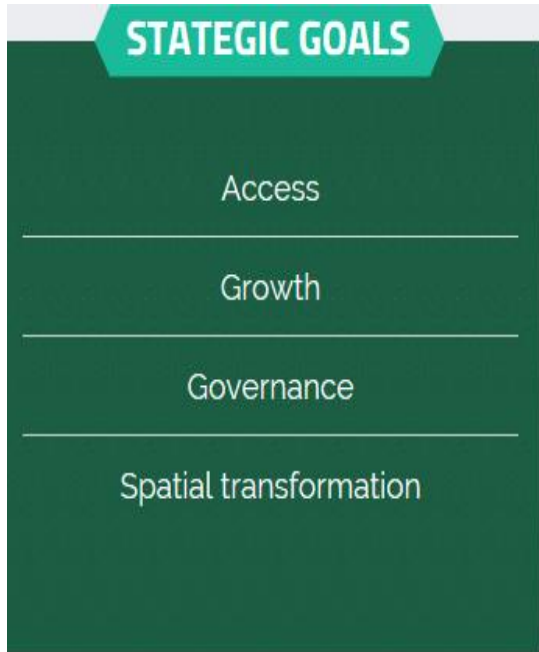 STATEGIC GOALS
Access
Growth
Governance
Spatial transformation